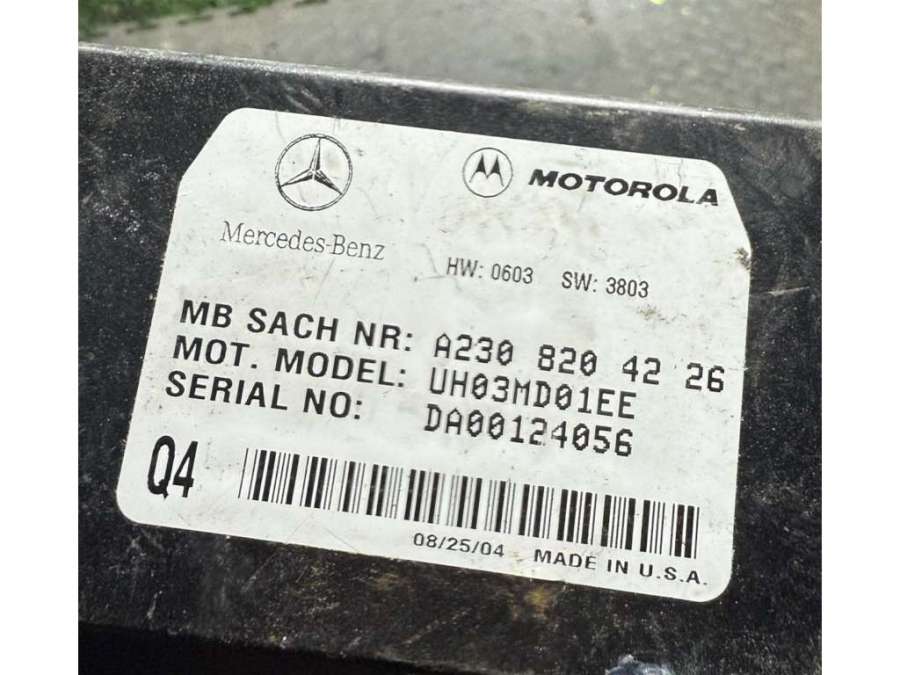 MOTOROLA
Mercedes-Benz
HW: 0603 SW: 3803
MB SACH NR: A230 820 42 26
MOT. MODEL: UH03MD01EE
SERIAL NO: DA00124056
Q4
08/25/04 MADE IN U.S.A.